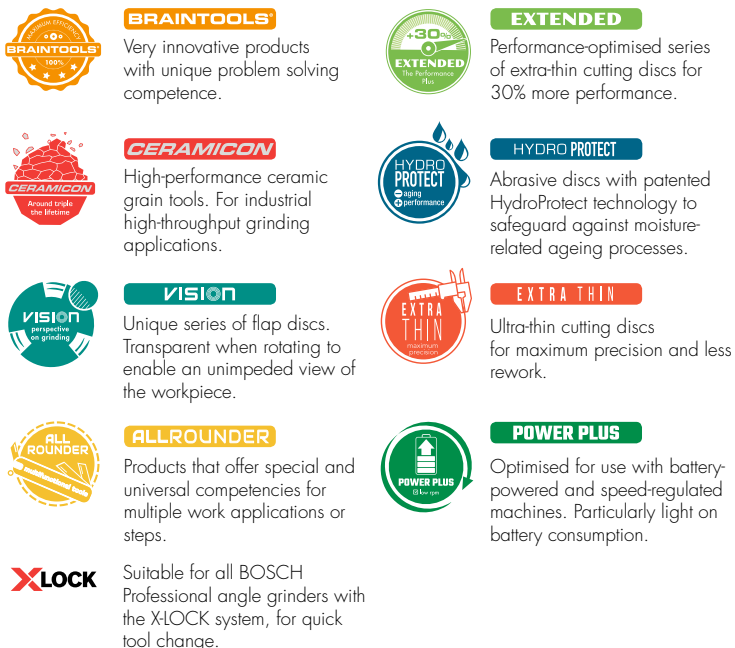 MAXIMUM EFFICIENCY
BRAINTOOLS®
100%
BRAINTOOLS®
Very innovative products
with unique problem solving
competence.
+30%
EXTENDED
The Performance
Plus
EXTENDED
Performance-optimised series
of extra-thin cutting discs for
30% more performance.
CERAMICON
Around triple
the lifetime
CERAMICON
High-performance ceramic
grain tools. For industrial
high-throughput grinding
applications.
HYDRO
PROTECT
aging
performance
HYDRO PROTECT
Abrasive discs with patented
HydroProtect technology to
safeguard against moisture-
related ageing processes.
VISION
perspective
on grinding
VISION
Unique series of flap discs.
Transparent when rotating to
enable an unimpeded view of
the workpiece.
EXTRA
THIN
maximum
precision
EXTRA THIN
Ultra-thin cutting discs
for maximum precision and less
rework.
ALL
ROUNDER
multifunctional tools
ALLROUNDER
Products that offer special and
universal competencies for
multiple work applications or
steps.
POWER PLUS
low rpm
POWER PLUS
Optimised for use with battery-
powered and speed-regulated
machines. Particularly light on
battery consumption.
X-LOCK
Suitable for all BOSCH
Professional angle grinders with
the X-LOCK system, for quick
tool change.